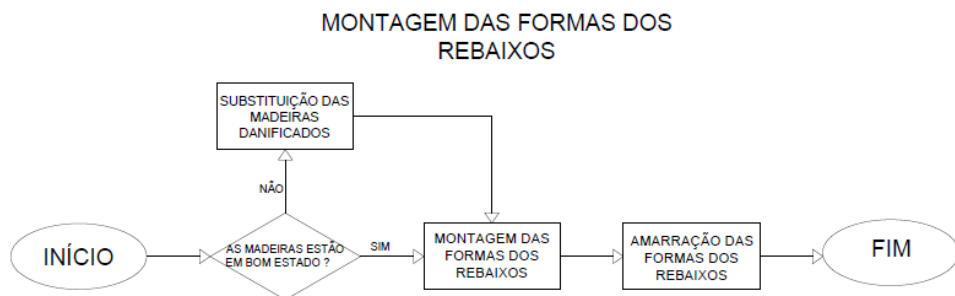 MONTAGEM DAS FORMAS DOS
REBAIXOS
SUBSTITUIÇÃO DAS
MADEIRAS
DANIFICADOS
NÃO
INÍCIO
AS MADEIRAS ESTÃO
EM BOM ESTADO ?
SIM
MONTAGEM DAS
FORMAS DOS
REBAIXOS
AMARRAÇÃO DAS
FORMAS DOS
REBAIXOS
FIM